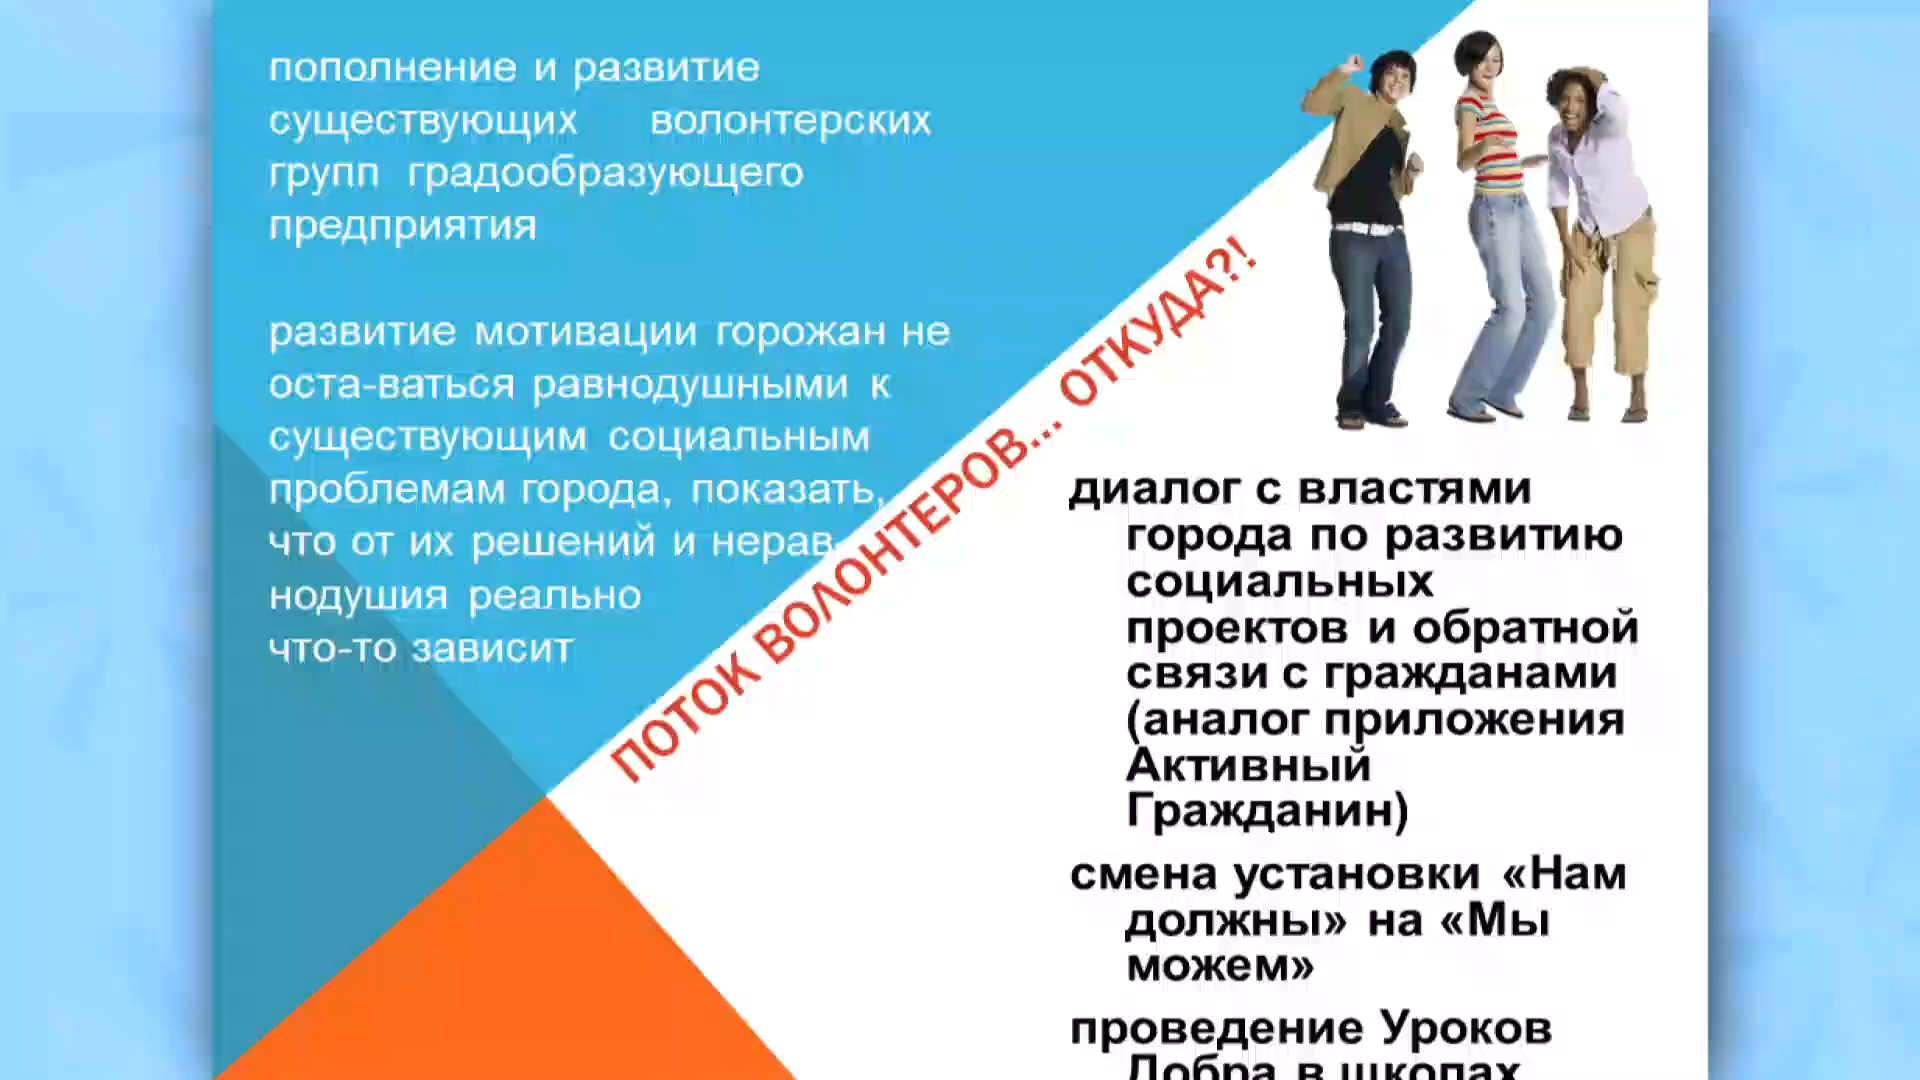 пополнение и развитие
существующих волонтерских
групп градообразующего
предприятия
развитие мотивации горожан не
оста-ваться равнодушными к
существующим социальным
проблемам города, показать,
что от их решений и нерав
нодушия реально
что-то зависит
ПОТОК ВОЛОНТЕРОВ... ОТКУДА?!
диалог с властями
города по развитию
социальных
проектов и обратной
связи с гражданами
(аналог приложения
Активный
Гражданин)
смена установки «Нам
должны» на «Мы
можем»
проведение Уроков
Добра в школах